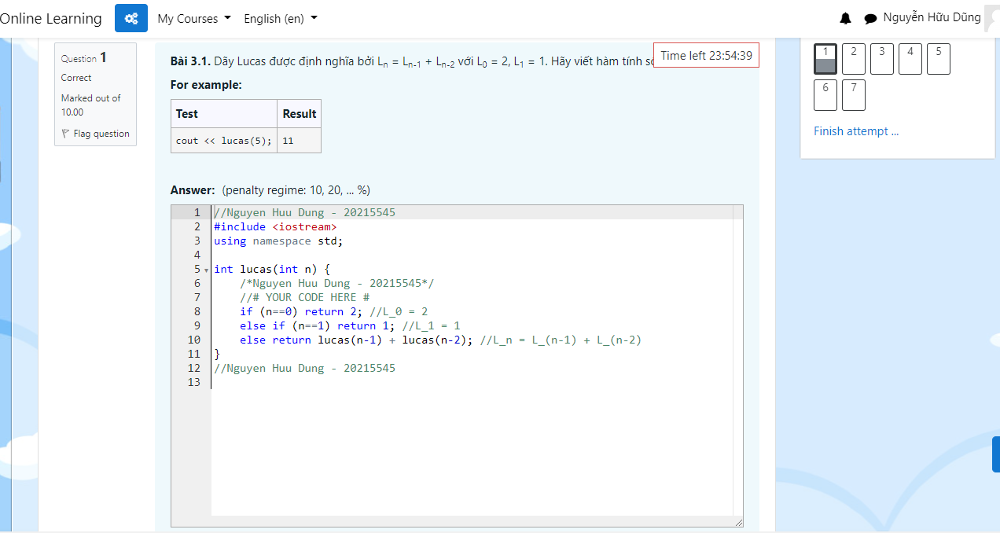 Online Learning My Courses English (en) Nguyễn Hữu Dũng
Question 1
Correct
Marked out of
10.00
Flag question
Bài 3.1. Dãy Lucas được định nghĩa bởi Ln = Ln-1 + Ln-2 với L0 = 2, L1 = 1. Hãy viết hàm tính
Time left 23:54:39
For example:
Test Result
cout << lucas(5); 11
Answer: (penalty regime: 10, 20, ... %)
1 //Nguyen Huu Dung - 20215545
2 #include <iostream>
3 using namespace std;
4
5 int lucas(int n) {
6 /*Nguyen Huu Dung - 20215545*/
7 //# YOUR CODE HERE #
8 if (n==0) return 2; //L_0 = 2
9 else if (n==1) return 1; //L_1 = 1
10 else return lucas(n-1) + lucas(n-2); //L_n = L_(n-1) + L_(n-2)
11 }
12 //Nguyen Huu Dung - 20215545
13
1 2 3 4 5
6 7
Finish attempt ...